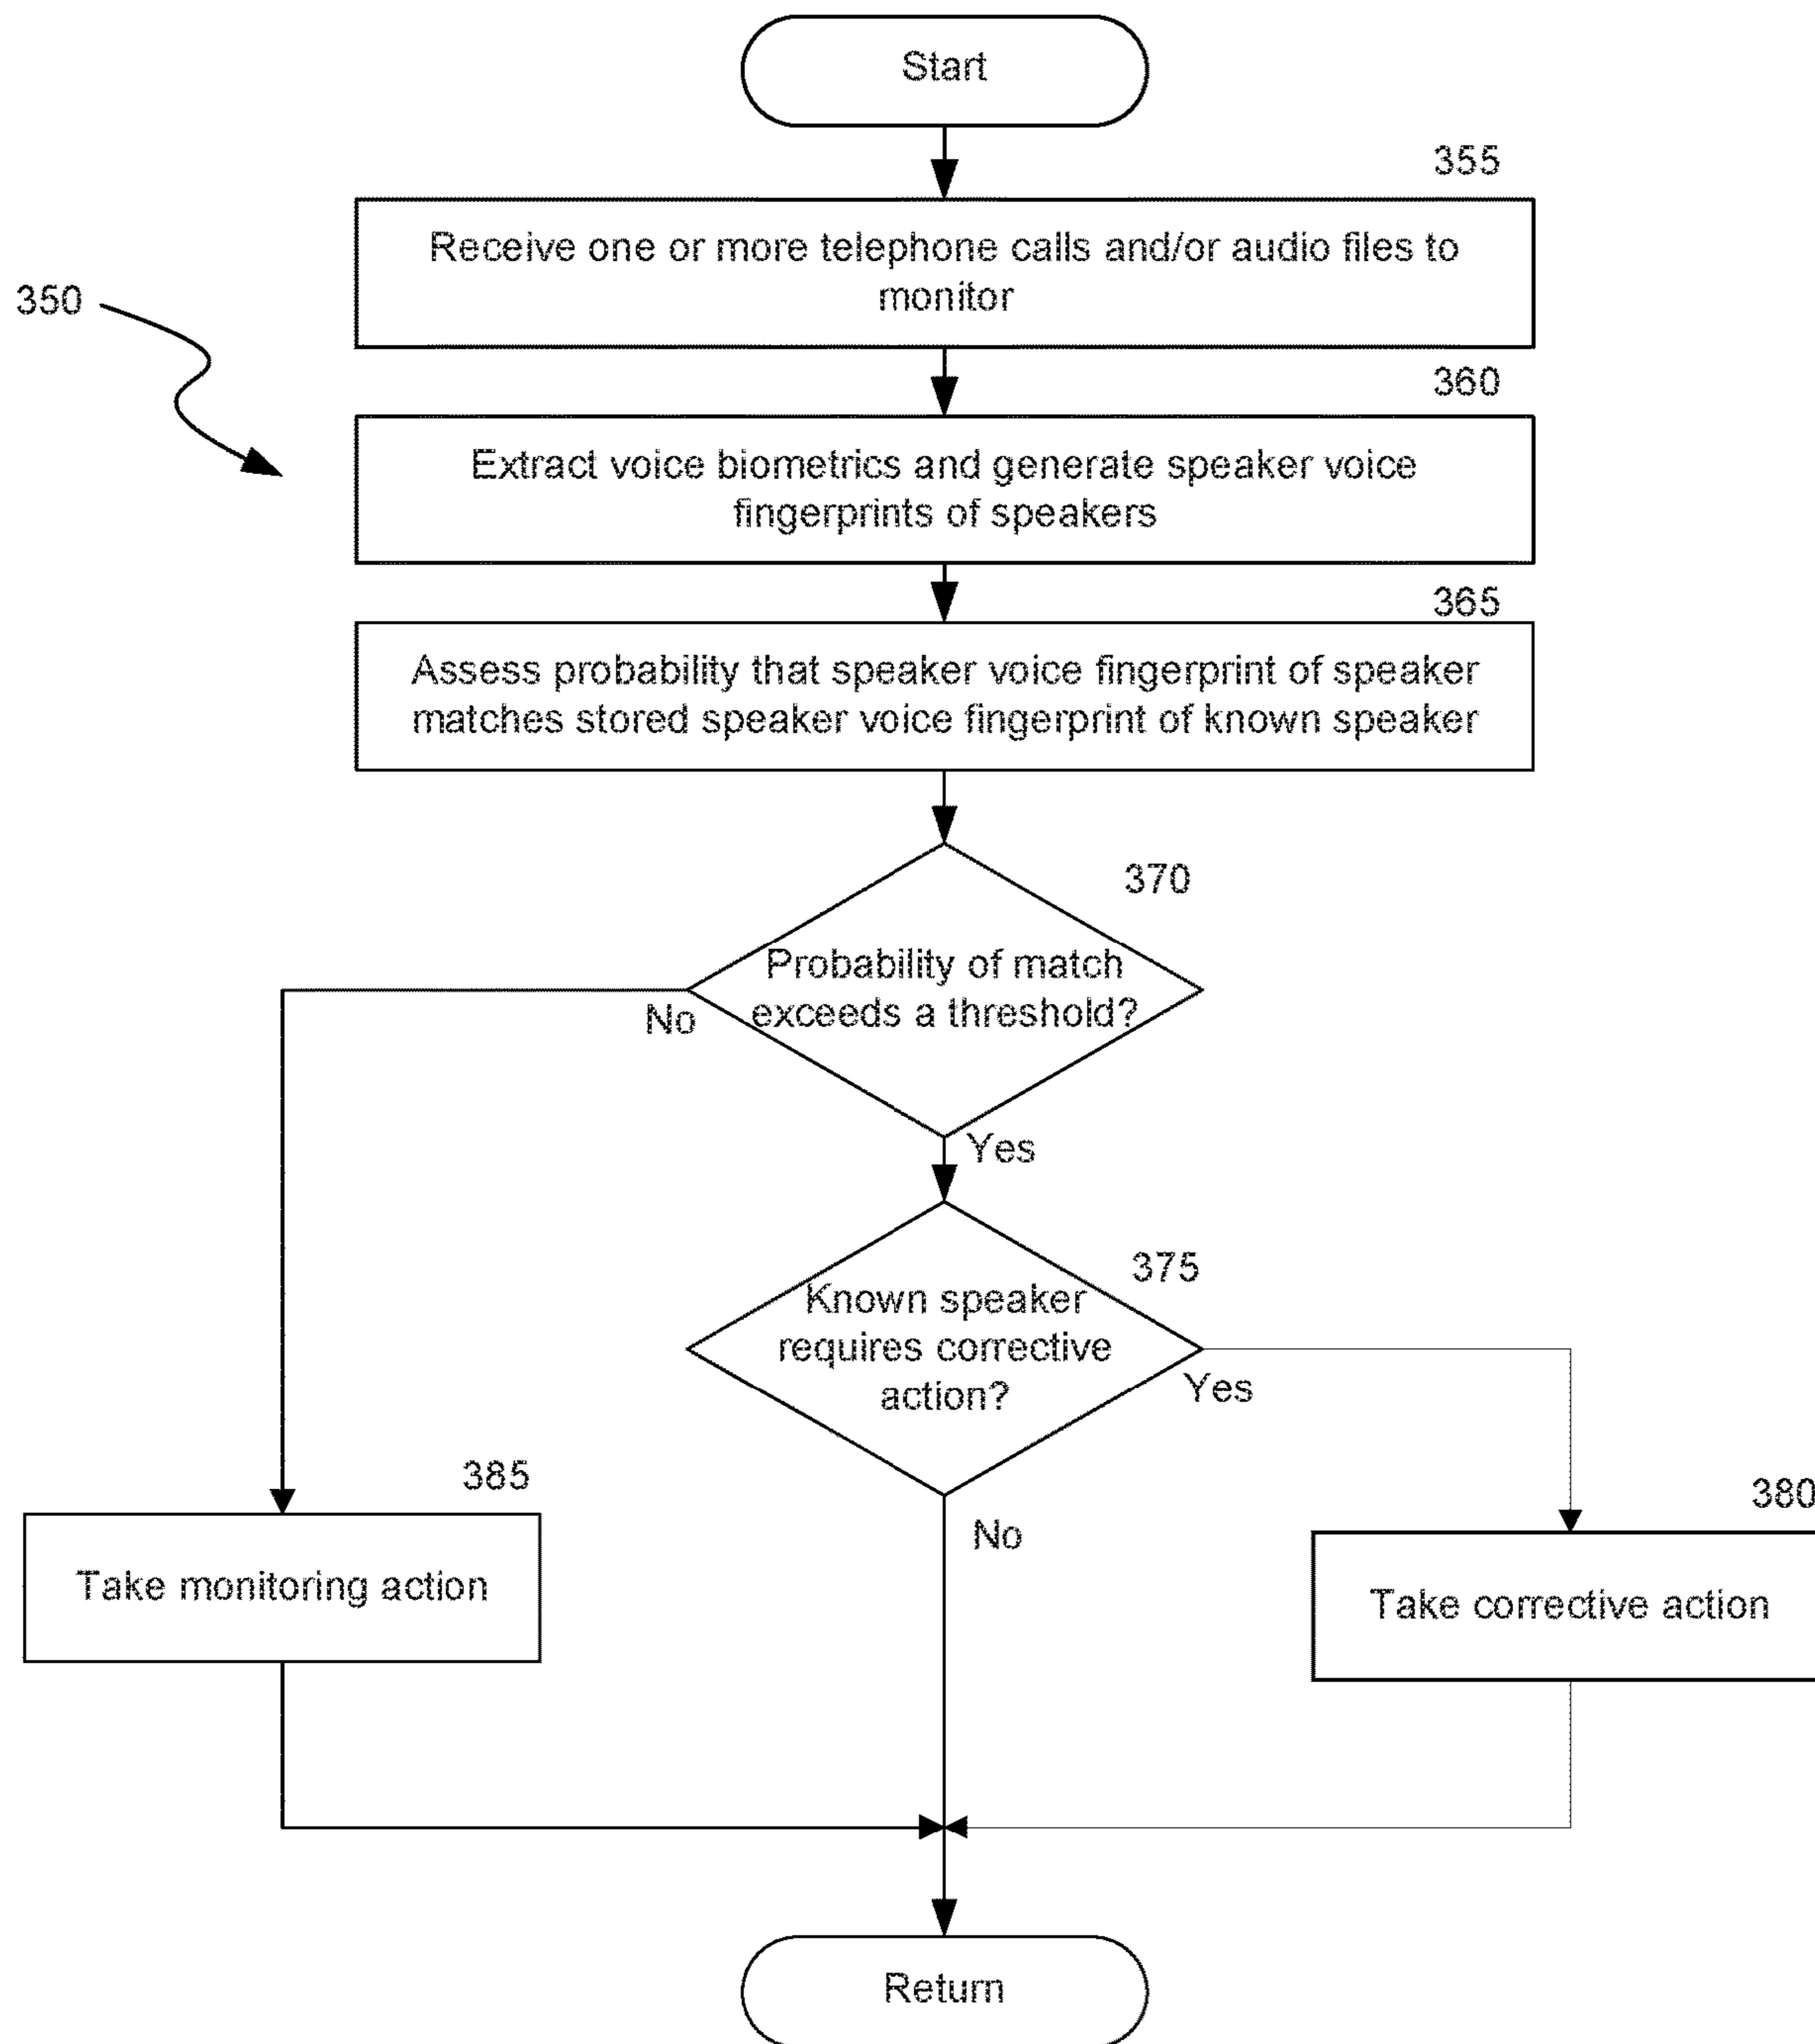 Start
355
Receive one or more telephone calls and/or audio files to
monitor
350
360
Extract voice biometrics and generate speaker voice
fingerprints of speakers
365
Assess probability that speaker voice fingerprint of speaker
matches stored speaker voice fingerprint of known speaker
370
Probability of match
exceeds a threshold?
No
Yes
375
Known speaker
requires corrective
action?
Yes
385
380
No
Take monitoring action
Take corrective action
Return